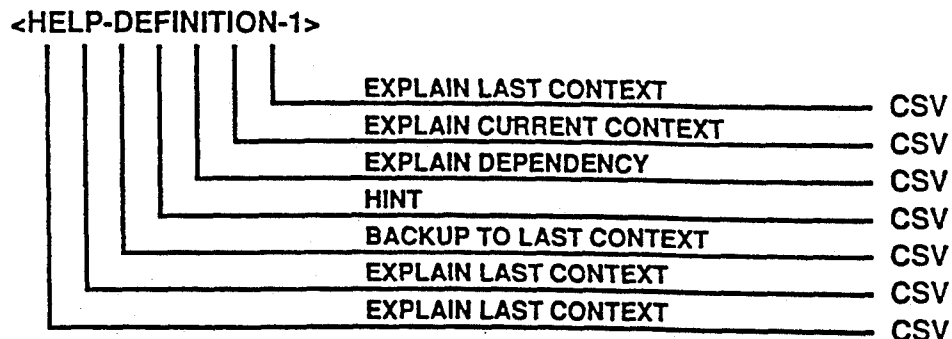 <HELP-DEFINITION-1>
EXPLAIN LAST CONTEXT CSV
EXPLAIN CURRENT CONTEXT CSV
EXPLAIN DEPENDENCY CSV
HINT CSV
BACKUP TO LAST CONTEXT CSV
EXPLAIN LAST CONTEXT CSV
EXPLAIN LAST CONTEXT CSV